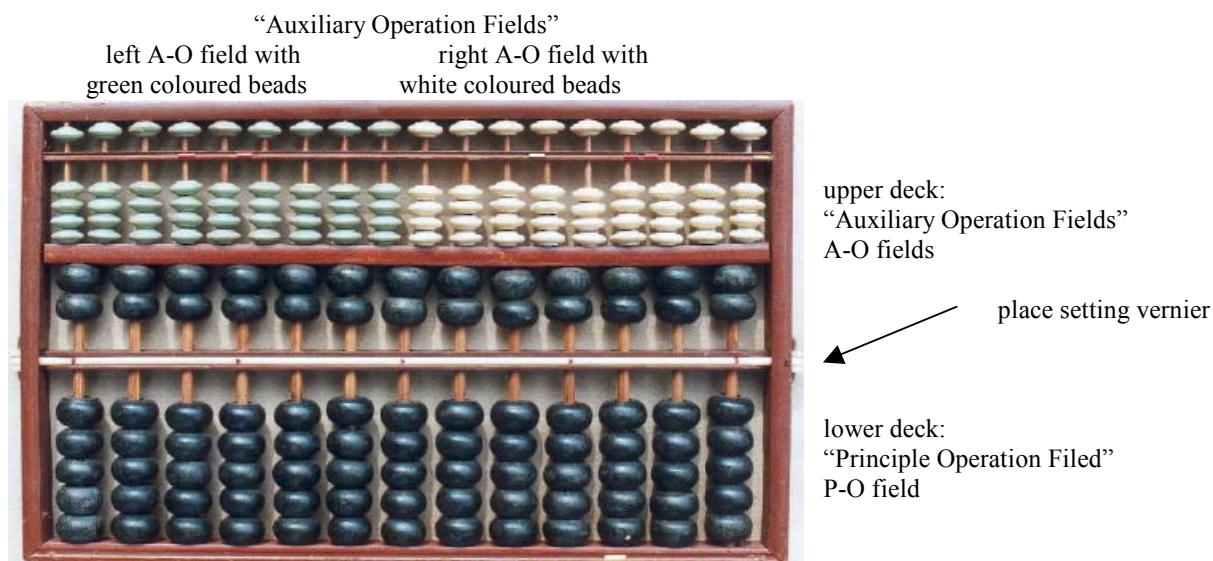 “Auxiliary Operation Fields”
left A-O field with
green coloured beads
right A-O field with
white coloured beads
upper deck:
“Auxiliary Operation Fields”
A-O fields
place setting vernier
lower deck:
“Principle Operation Filed”
P-O field